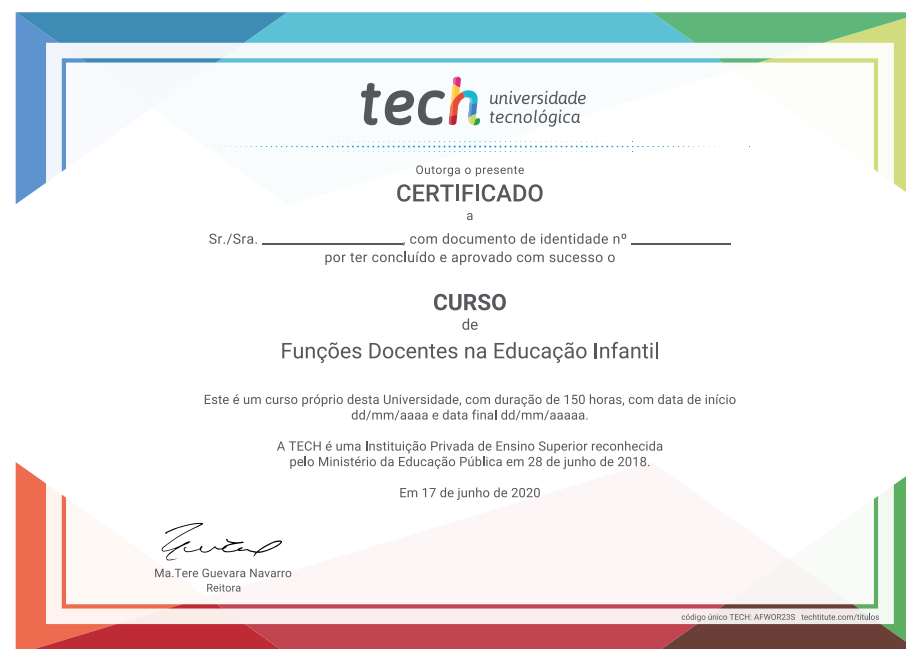 tech universidade
tecnológica
Outorga o presente
CERTIFICADO
a
Sr./Sra. ____________________, com documento de identidade nº ______________
por ter concluído e aprovado com sucesso o
CURSO
de
Funções Docentes na Educação Infantil
Este é um curso próprio desta Universidade, com duração de 150 horas, com data de início
dd/mm/aaaa e data final dd/mm/aaaaa.
A TECH é uma Instituição Privada de Ensino Superior reconhecida
pelo Ministério da Educação Pública em 28 de junho de 2018.
Em 17 de junho de 2020
Ma.Tere Guevara Navarro
Reitora
código único TECH: AFWOR23S techtitute.com/titulos